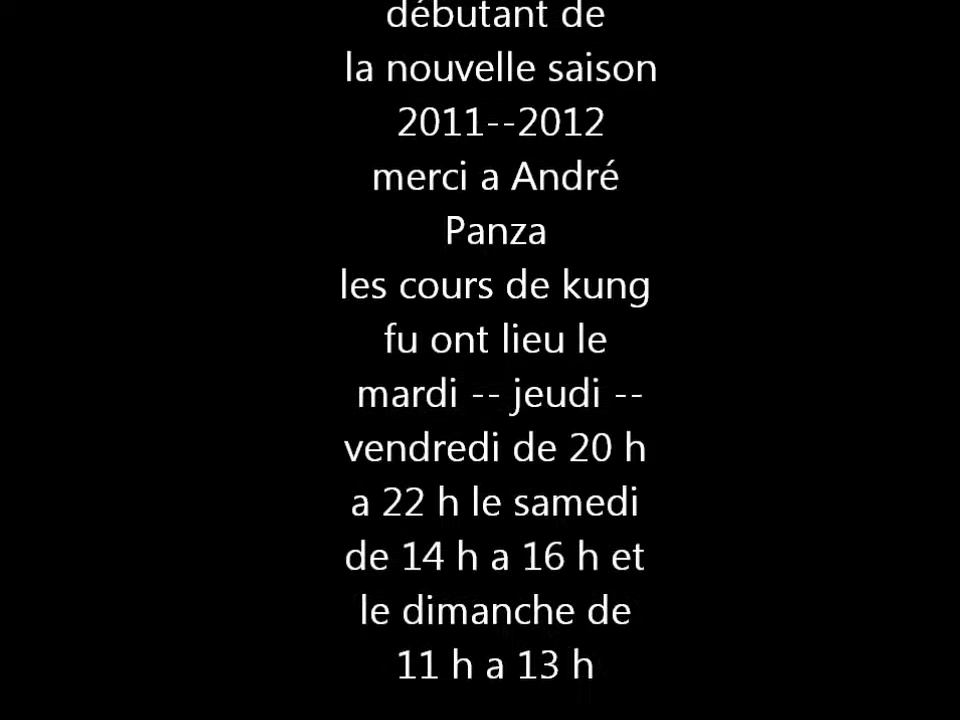 débutant de
la nouvelle saison
2011--2012
merci a André
Panza
les cours de kung
fu ont lieu le
mardi -- jeudi --
vendredi de 20 h
a 22 h le samedi
de 14 h a 16 h et
le dimanche de
11 h a 13 h